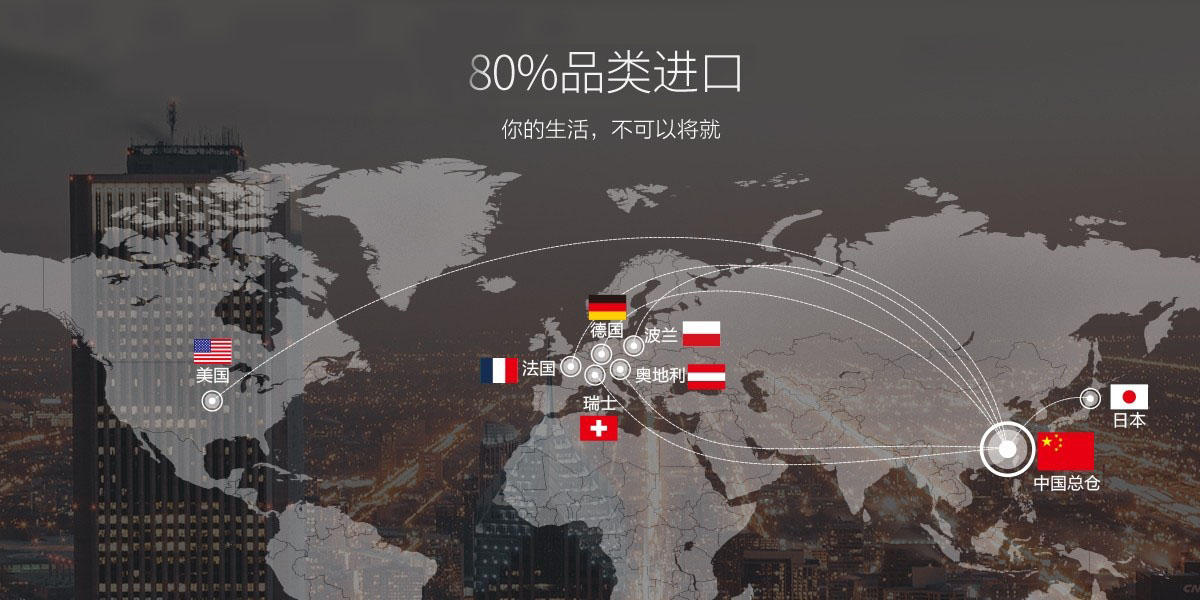 80%品类进口
你的生活，不可以将就
德国
波兰
美国
法国
奥地利
瑞士
日本
中国总仓